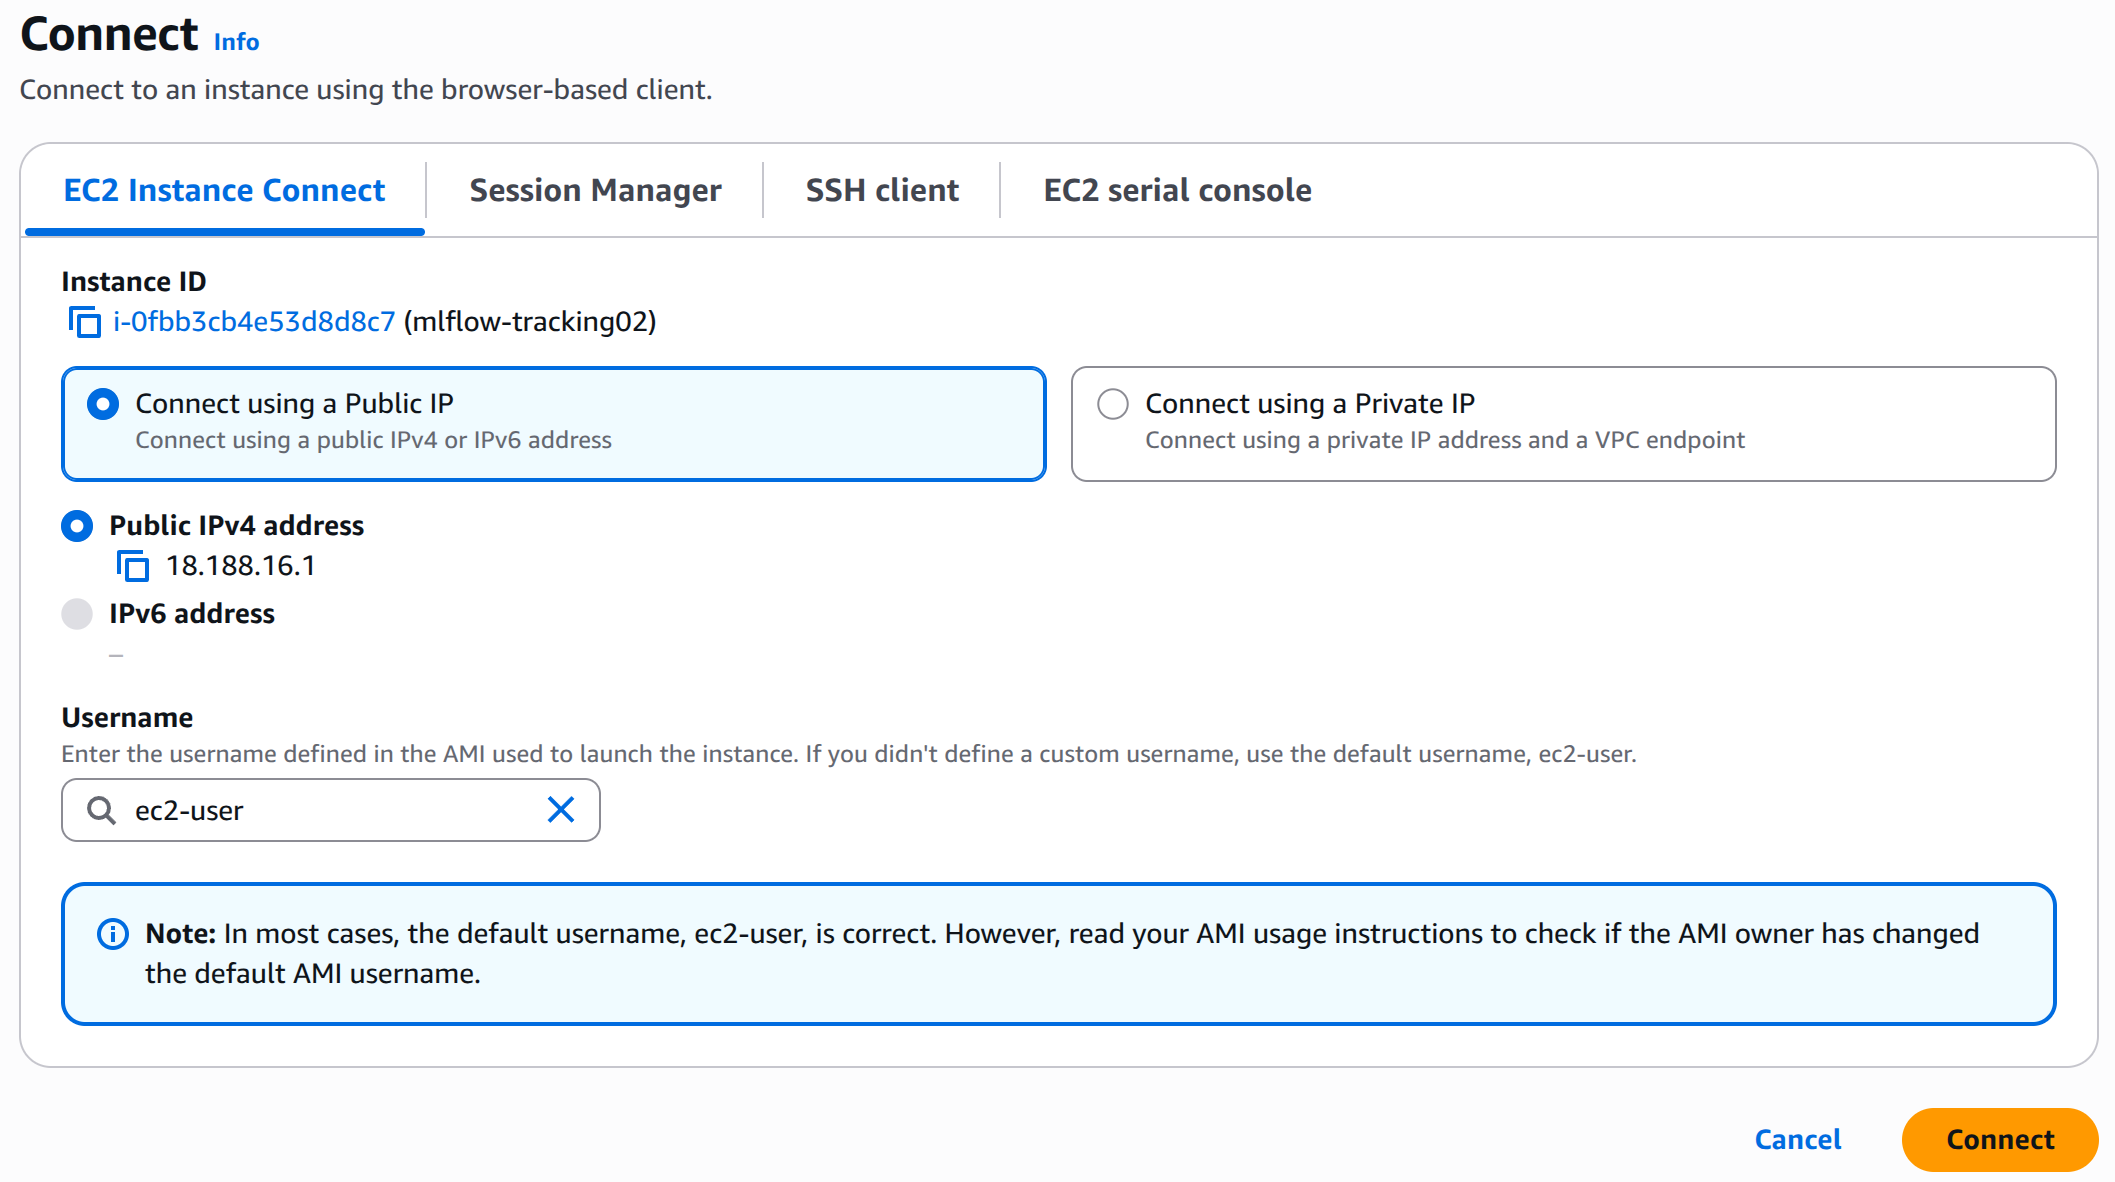 Connect Info
Connect to an instance using the browser-based client.
EC2 Instance Connect
Session Manager
SSH client
EC2 serial console
Instance ID
i-0fbb3cb4e53d8d8c7 (mlflow-tracking02)
Connect using a Public IP
Connect using a public IPv4 or IPv6 address
Connect using a Private IP
Connect using a private IP address and a VPC endpoint
Public IPv4 address
18.188.16.1
IPv6 address
–
Username
Enter the username defined in the AMI used to launch the instance. If you didn't define a custom username, use the default username, ec2-user.
ec2-user
Note: In most cases, the default username, ec2-user, is correct. However, read your AMI usage instructions to check if the AMI owner has changed
the default AMI username.
Cancel
Connect